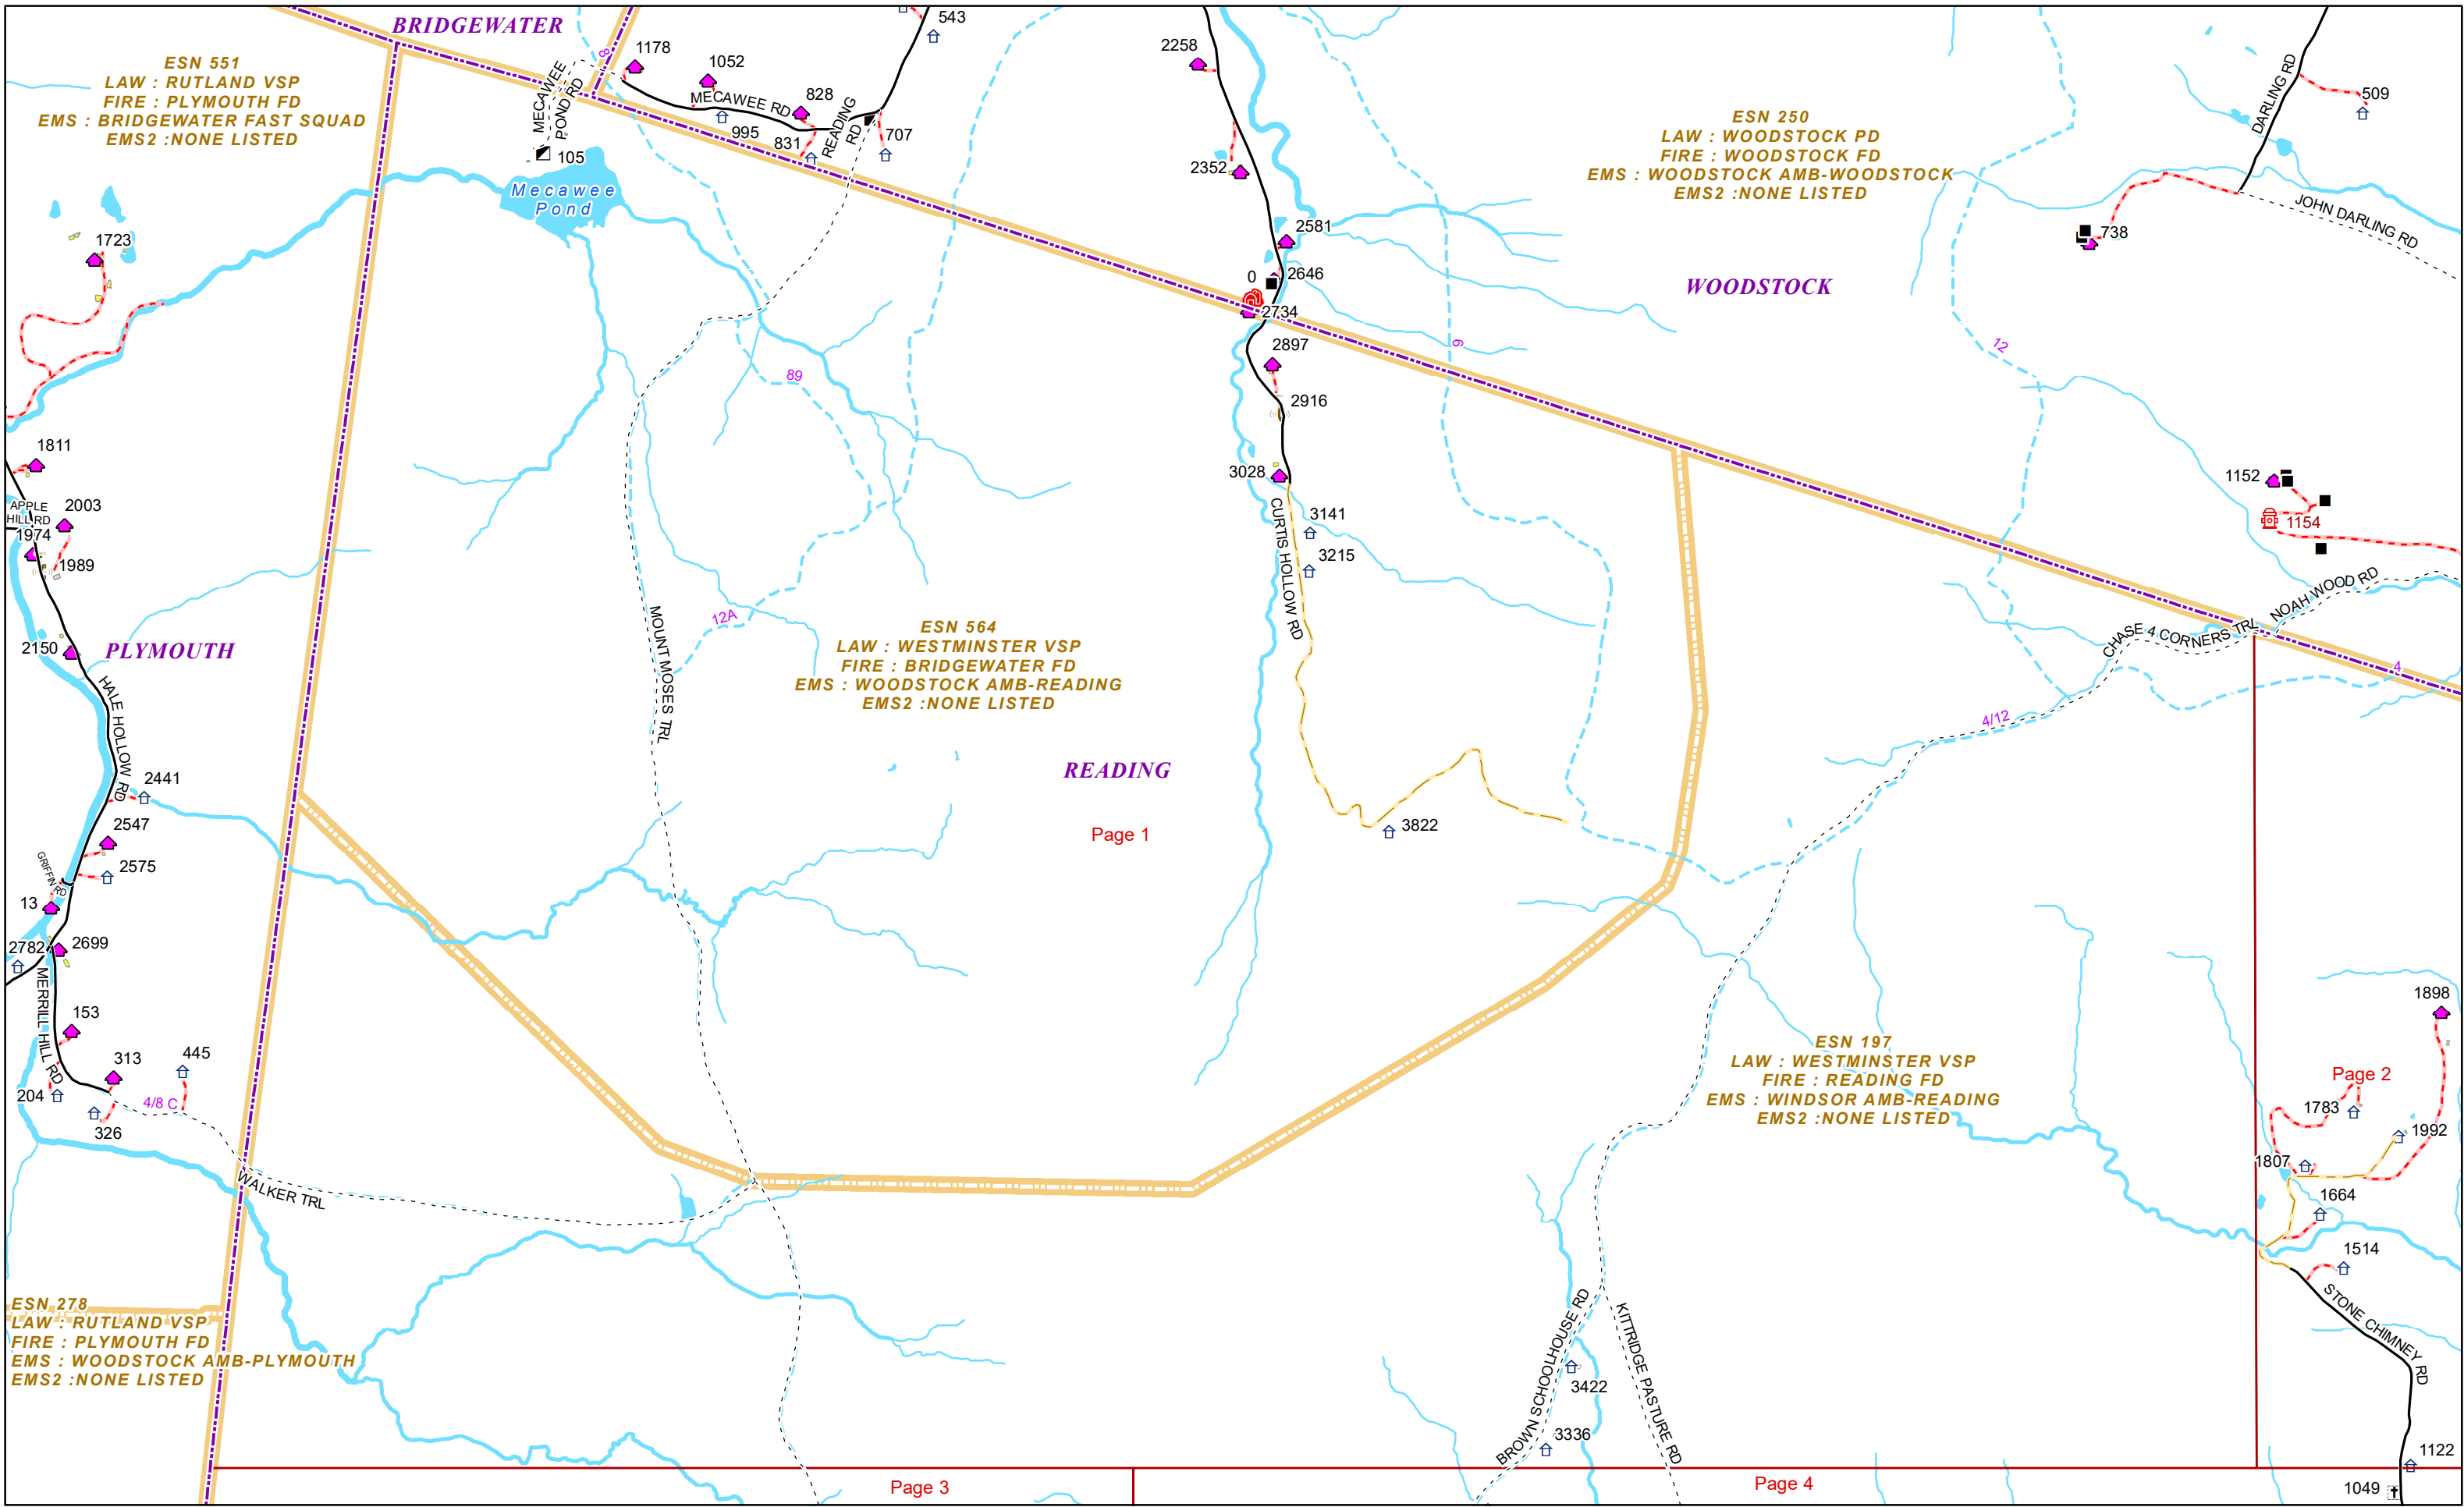 BRIDGEWATER
543
ESN 551
LAW : RUTLAND VSP
FIRE : PLYMOUTH FD
EMS : BRIDGEWATER FAST SQUAD
EMS2 :NONE LISTED
8
1178
1052
MECAWEE
POND RD
MECAWEE RD
828
995
831
READING
RD
707
105
Mecawee
Pond
2258
2352
2581
0
2646
2734
2897
2916
3028
ESN 250
LAW : WOODSTOCK PD
FIRE : WOODSTOCK FD
EMS : WOODSTOCK AMB-WOODSTOCK
EMS2 :NONE LISTED
DARLING RD
509
JOHN DARLING RD
738
WOODSTOCK
9
12
89
1723
1811
APPLE
HILL RD
2003
1974
1989
2150
PLYMOUTH
HALE HOLLOW RD
12A
MOUNT MOSES TRL
ESN 564
LAW : WESTMINSTER VSP
FIRE : BRIDGEWATER FD
EMS : WOODSTOCK AMB-READING
EMS2 :NONE LISTED
CURTIS HOLLOW RD
3141
3215
1152
1154
NOAH WOOD RD
CHASE 4 CORNERS TRL
4
4/12
READING
Page 1
3822
2441
2547
2575
GRIFFIN RD
13
2782
2699
MERRILL HILL RD
153
313
445
204
4/8 C
326
WALKER TRL
ESN 197
LAW : WESTMINSTER VSP
FIRE : READING FD
EMS : WINDSOR AMB-READING
EMS2 :NONE LISTED
1898
Page 2
1783
1992
1807
1664
1514
STONE CHIMNEY RD
ESN 278
LAW : RUTLAND VSP
FIRE : PLYMOUTH FD
EMS : WOODSTOCK AMB-PLYMOUTH
EMS2 :NONE LISTED
BROWN SCHOOLHOUSE RD
KITTRIDGE PASTURE RD
3422
3336
1122
1049
Page 3
Page 4